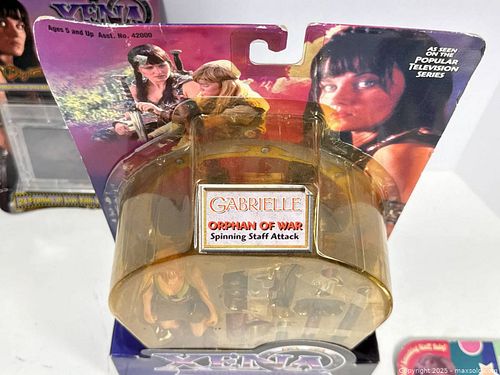 XENA
Ages 5 and Up Asst. No. 42000
AS SEEN
ON THE
POPULAR
TELEVISION
SERIES
GABRIELLE
ORPHAN OF WAR
Spinning Staff Attack
XENA
Copyright 2025 - maxsold.com